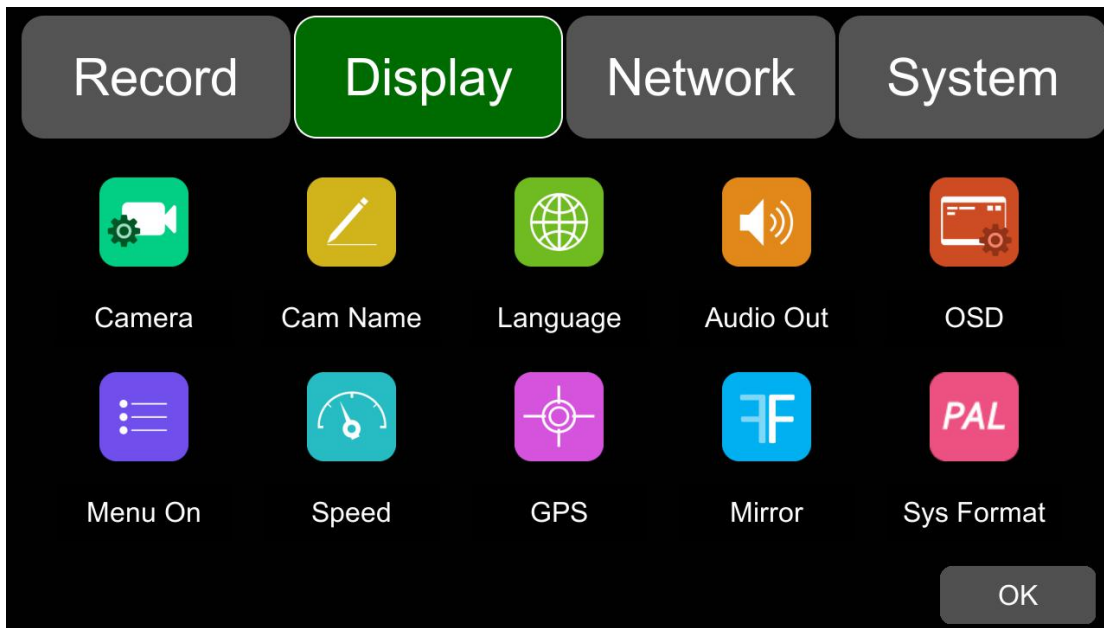 Record Display Network System
Camera Cam Name Language Audio Out OSD
F PAL
Menu On Speed GPS Mirror Sys Format
OK